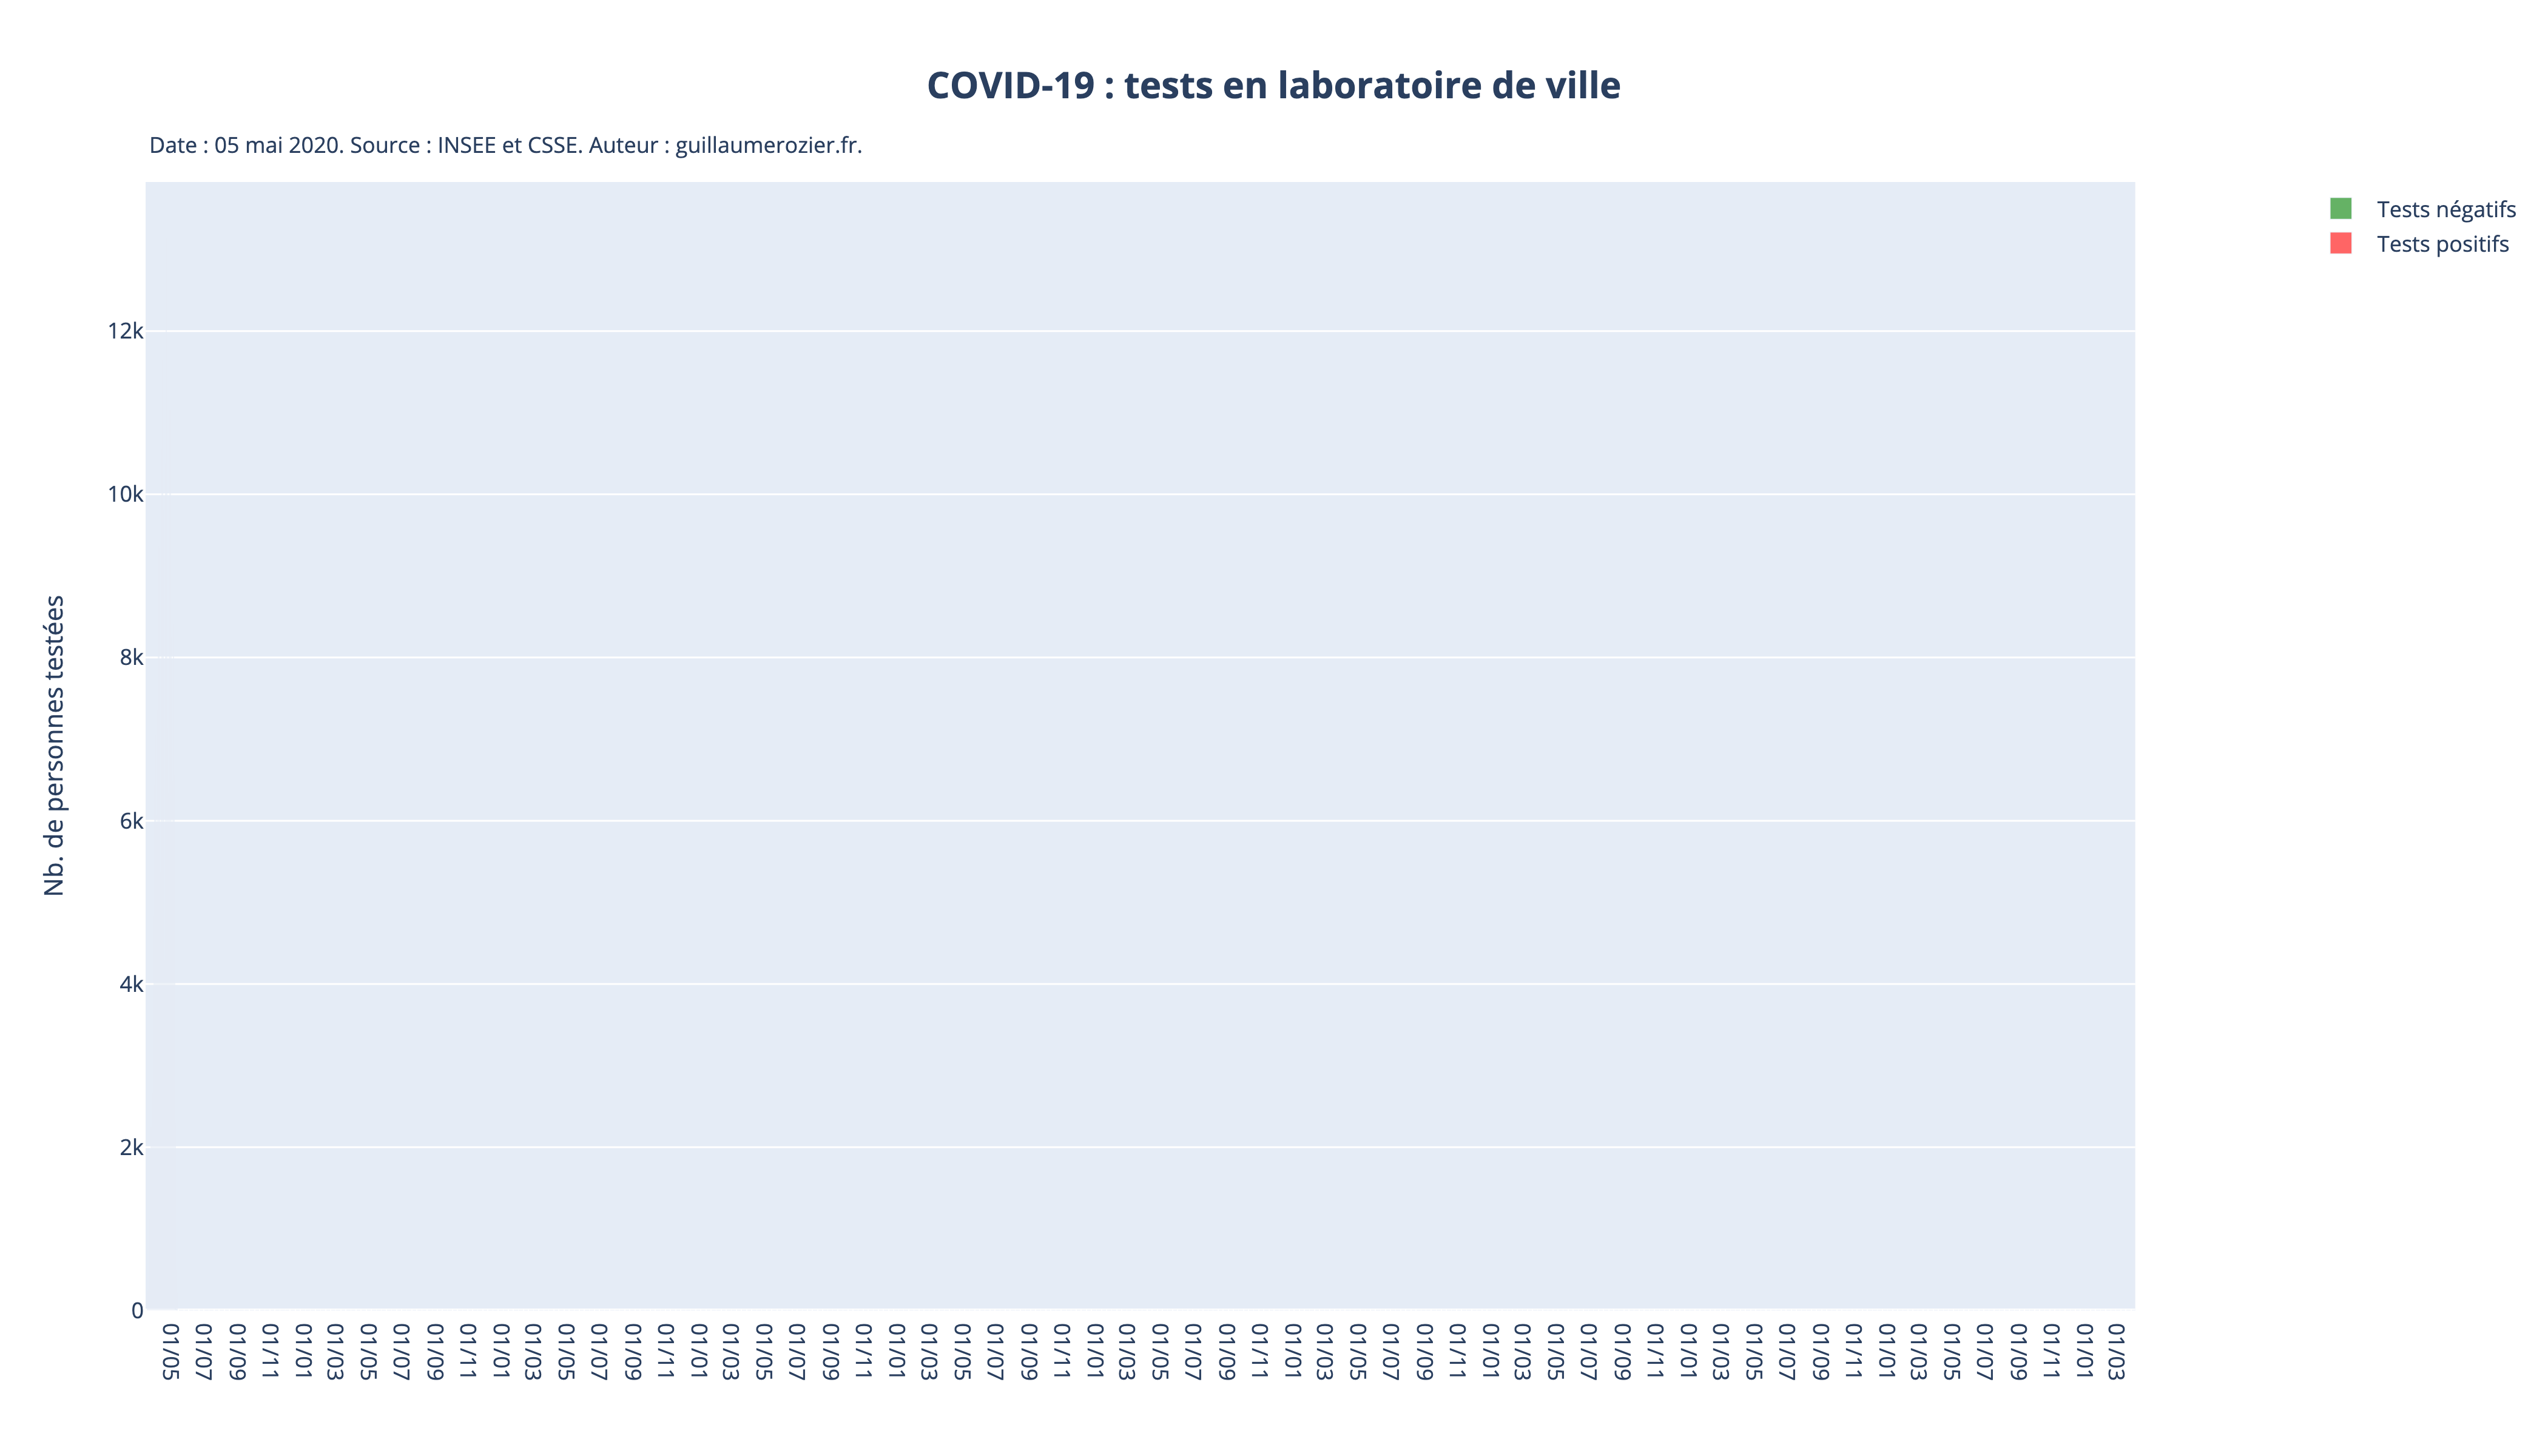 COVID-19 : tests en laboratoire de ville
Date : 05 mai 2020. Source : INSEE et CSSE. Auteur : guillaumerozier.fr.
Tests négatifs
Tests positifs
Nb. de personnes testées
12k
10k
8k
6k
4k
2k
0
01/05 01/07 01/09 01/11 01/01 01/03 01/05 01/07 01/09 01/11 01/01 01/03 01/05 01/07 01/09 01/11 01/01 01/03 01/05 01/07 01/09 01/11 01/01 01/03 01/05 01/07 01/09 01/11 01/01 01/03 01/05 01/07 01/09 01/11 01/01 01/03 01/05 01/07 01/09 01/11 01/01 01/03 01/05 01/07 01/09 01/11 01/01 01/03 01/05 01/07 01/09 01/11 01/01 01/03 01/05 01/07 01/09 01/11 01/01 01/03